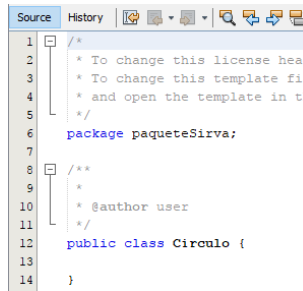 Source History
1 /*
2 * To change this license hea
3 * To change this template fi
4 * and open the template in t
5 */
6 package paqueteSirva;
7
8 /**
9 *
10 * @author user
11 */
12 public class Circulo {
13
14 }